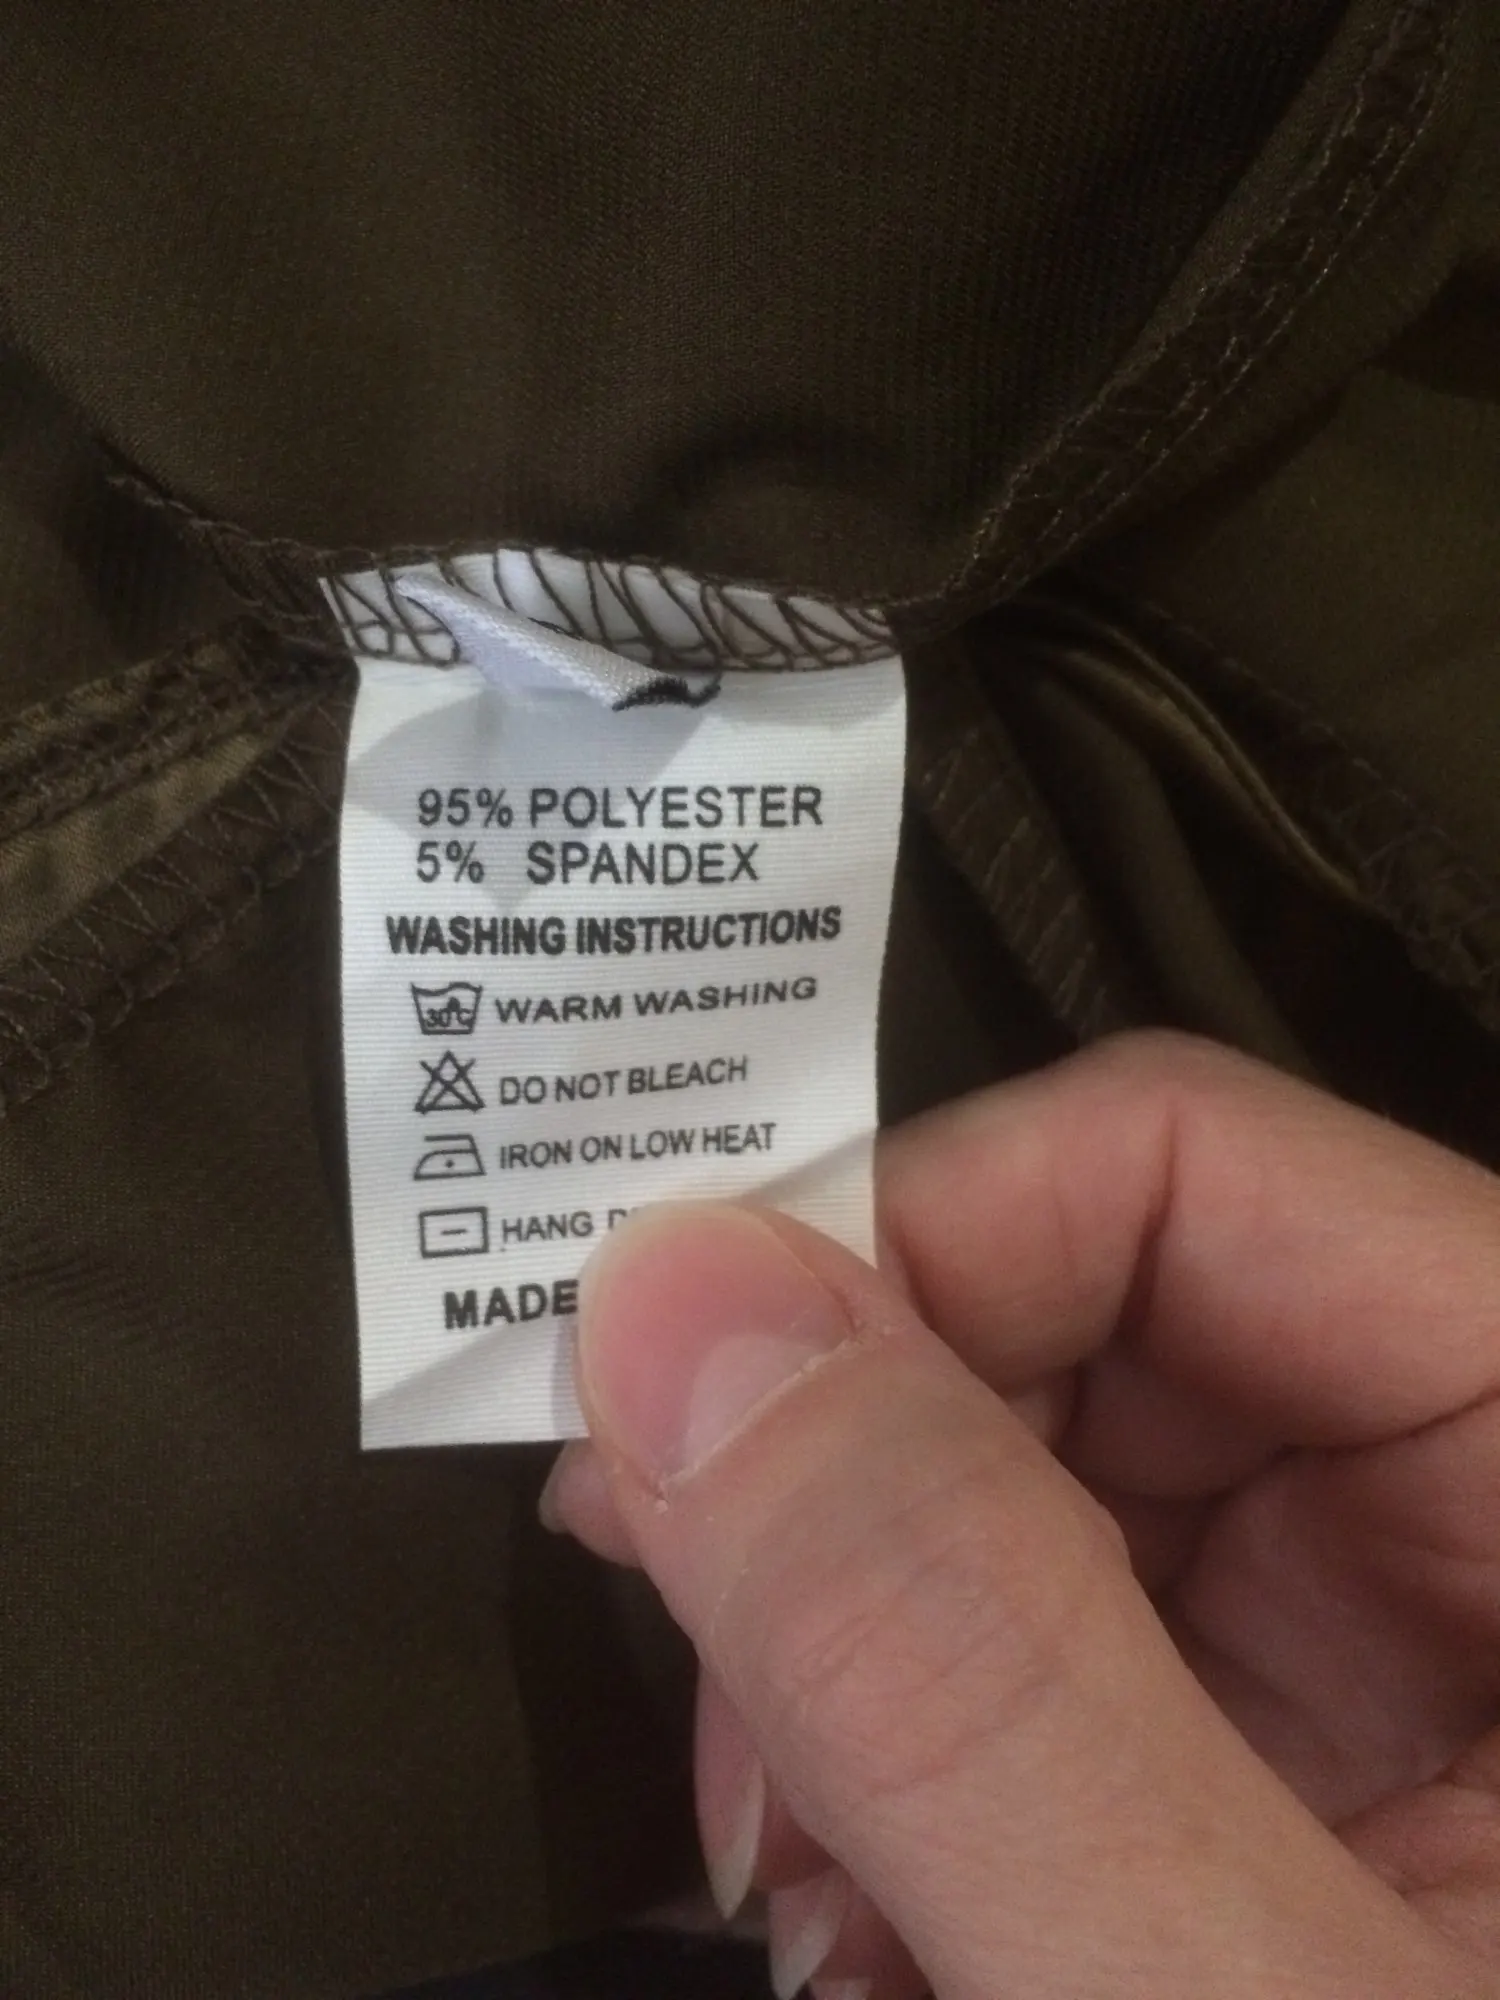 95% POLYESTER
5% SPANDEX
WASHING INSTRUCTIONS
30°C WARM WASHING
DO NOT BLEACH
IRON ON LOW HEAT
HANG
MADE